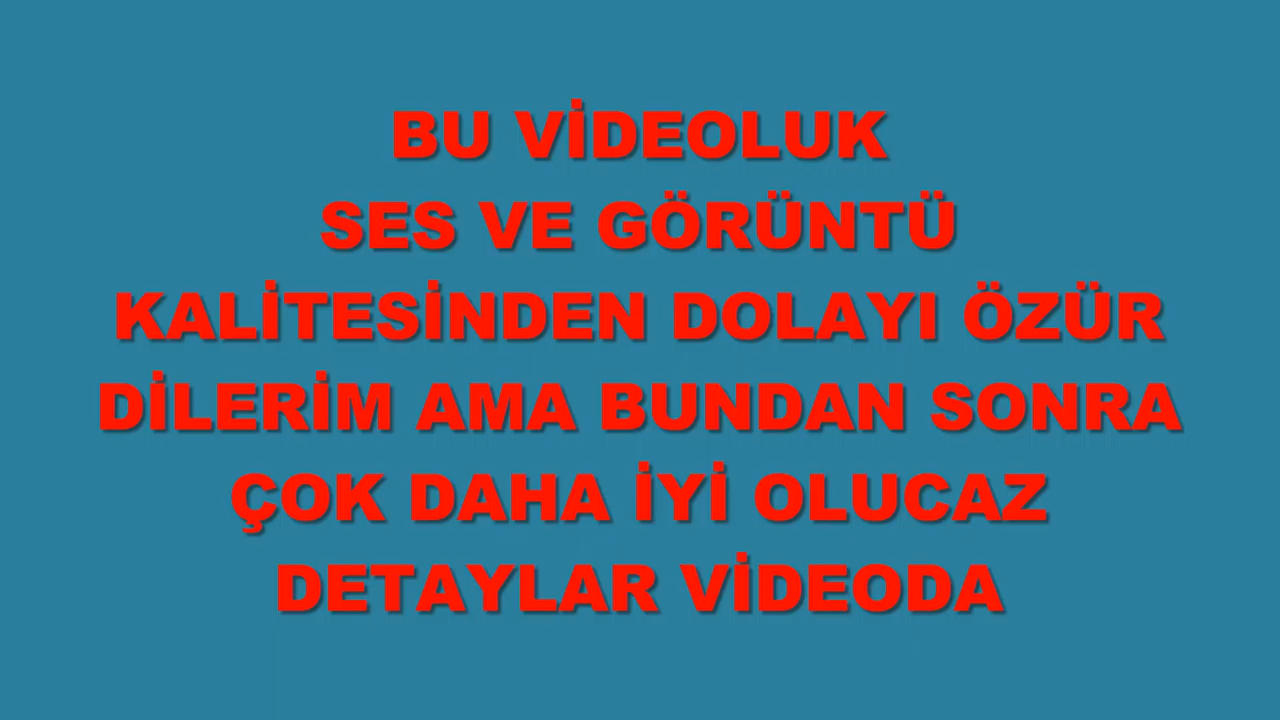 BU VİDEOLUK
SES VE GÖRÜNTÜ
KALİTESİNDEN DOLAYI ÖZÜR
DİLERİM AMA BUNDAN SONRA
ÇOK DAHA İYİ OLUCAZ
DETAYLAR VİDEODA